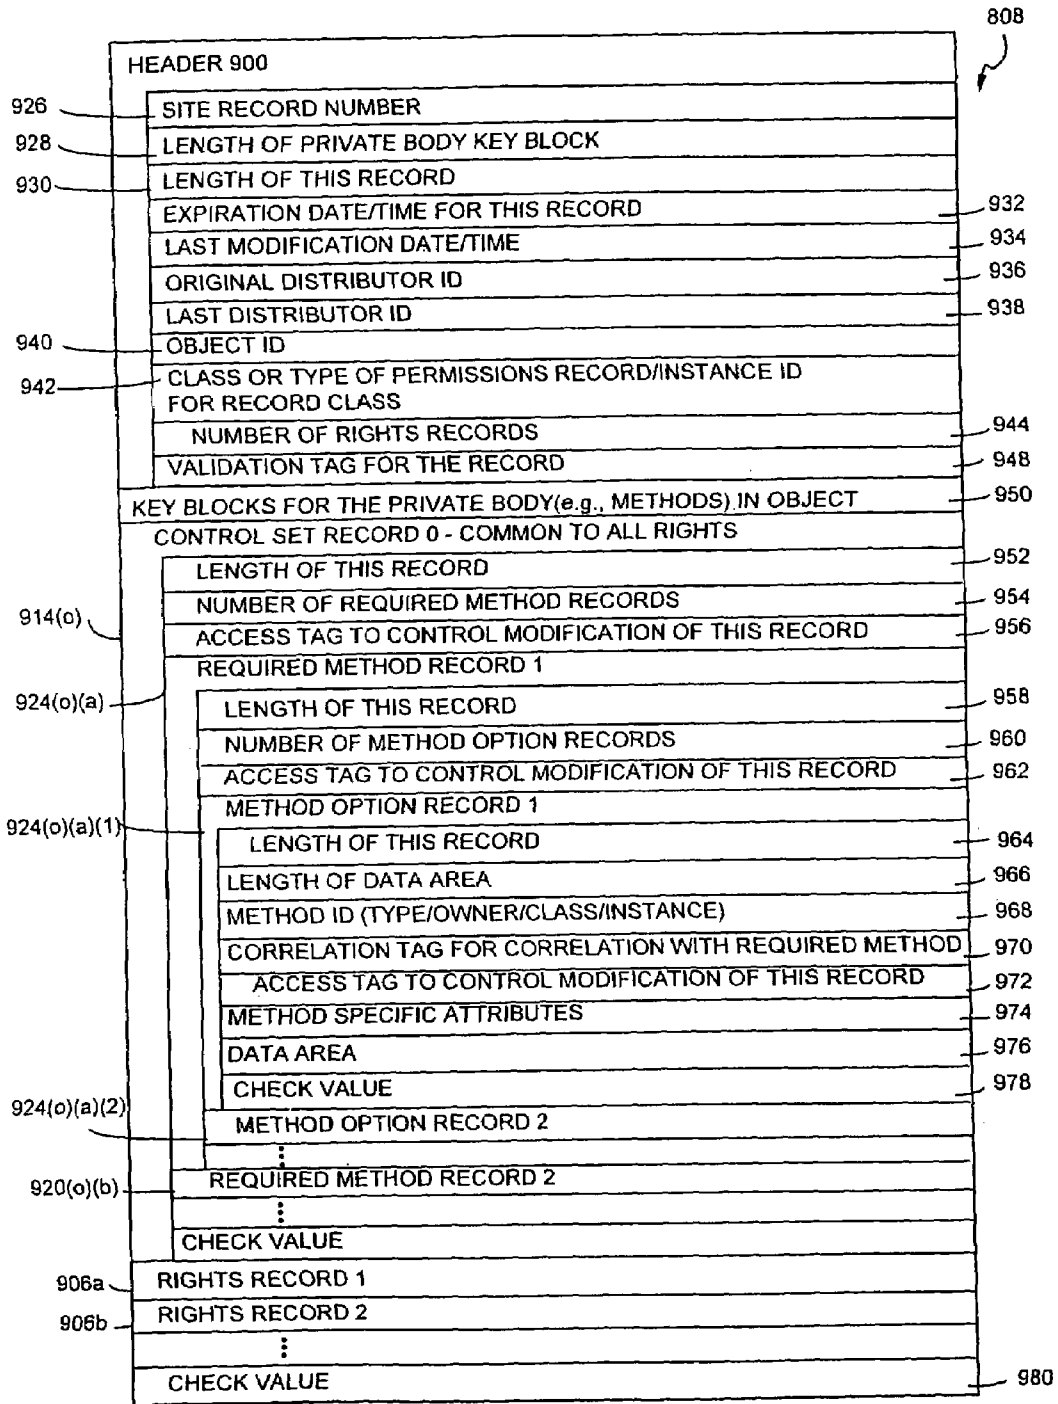 808
HEADER 900
926 SITE RECORD NUMBER
928 LENGTH OF PRIVATE BODY KEY BLOCK
930 LENGTH OF THIS RECORD
EXPIRATION DATE/TIME FOR THIS RECORD 932
LAST MODIFICATION DATE/TIME 934
ORIGINAL DISTRIBUTOR ID 936
LAST DISTRIBUTOR ID 938
940 OBJECT ID
942 CLASS OR TYPE OF PERMISSIONS RECORD/INSTANCE ID
FOR RECORD CLASS
NUMBER OF RIGHTS RECORDS 944
VALIDATION TAG FOR THE RECORD 948
KEY BLOCKS FOR THE PRIVATE BODY(e.g., METHODS) IN OBJECT 950
CONTROL SET RECORD 0 - COMMON TO ALL RIGHTS
LENGTH OF THIS RECORD 952
914(o) NUMBER OF REQUIRED METHOD RECORDS 954
ACCESS TAG TO CONTROL MODIFICATION OF THIS RECORD 956
REQUIRED METHOD RECORD 1
924(o)(a) LENGTH OF THIS RECORD 958
NUMBER OF METHOD OPTION RECORDS 960
ACCESS TAG TO CONTROL MODIFICATION OF THIS RECORD 962
METHOD OPTION RECORD 1
924(o)(a)(1) LENGTH OF THIS RECORD 964
LENGTH OF DATA AREA 966
METHOD ID (TYPE/OWNER/CLASS/INSTANCE) 968
CORRELATION TAG FOR CORRELATION WITH REQUIRED METHOD 970
ACCESS TAG TO CONTROL MODIFICATION OF THIS RECORD 972
METHOD SPECIFIC ATTRIBUTES 974
DATA AREA 976
CHECK VALUE 978
924(o)(a)(2) METHOD OPTION RECORD 2
920(o)(b) REQUIRED METHOD RECORD 2
CHECK VALUE
906a RIGHTS RECORD 1
906b RIGHTS RECORD 2
CHECK VALUE 980